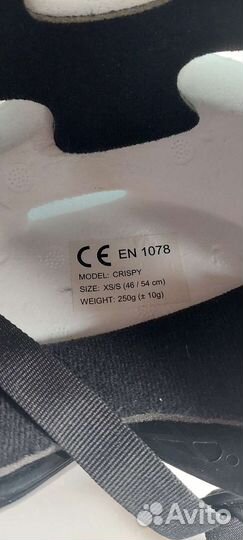 CE EN 1078
MODEL: CRISPY
SIZE: XS/S (46 / 54 cm)
WEIGHT: 250g (± 10g)
Avito